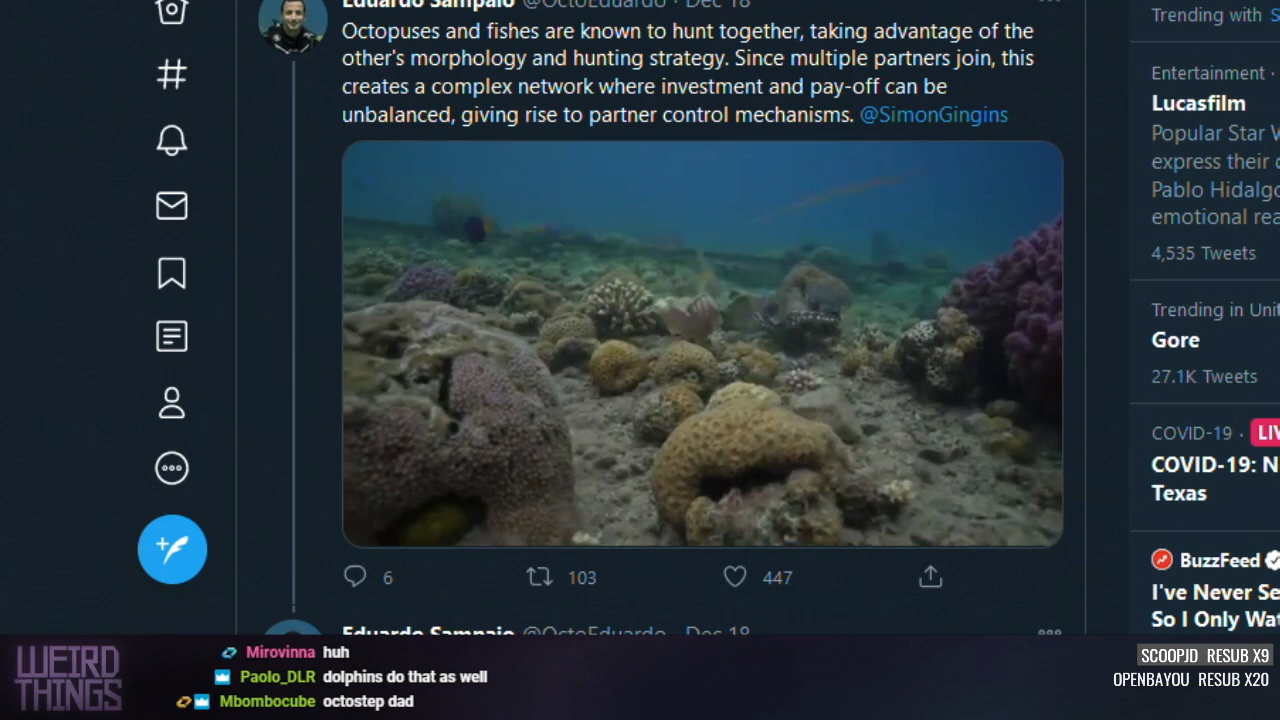 Eduardo Sampaio @OctoEduardo · Dec 18
Octopuses and fishes are known to hunt together, taking advantage of the
other's morphology and hunting strategy. Since multiple partners join, this
creates a complex network where investment and pay-off can be
unbalanced, giving rise to partner control mechanisms. @SimonGingins
6 103 447
Eduardo Sampaio @OctoEduardo · Dec 18
Trending with S
Entertainment ·
Lucasfilm
Popular Star W
express their
Pablo Hidalgo
emotional rea
4,535 Tweets
Trending in Unit
Gore
27.1K Tweets
COVID-19 · LIV
COVID-19: N
Texas
BuzzFeed
I've Never Se
So I Only Wat
WEIRD
THINGS
Mirovinna huh
Paolo_DLR dolphins do that as well
Mbombocube octostep dad
SCOOPJD RESUB X9
OPENBAYOU RESUB X20